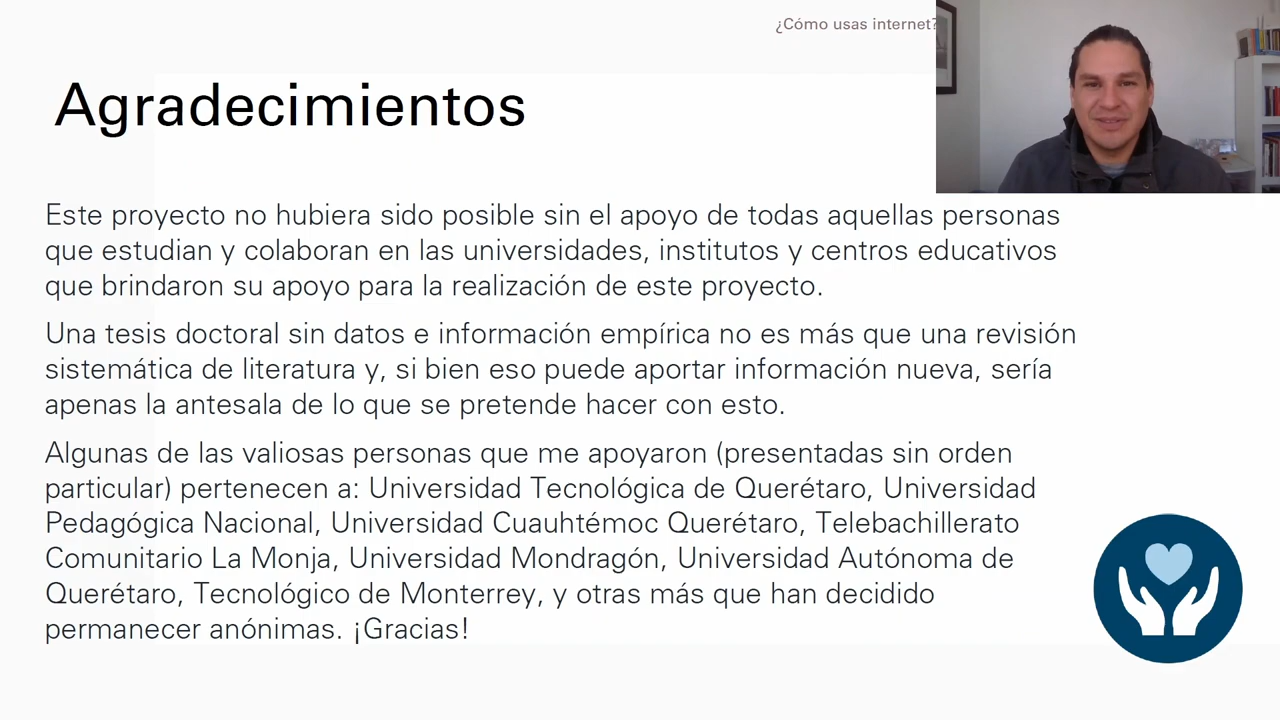 ¿Cómo usas internet?
Agradecimientos
Este proyecto no hubiera sido posible sin el apoyo de todas aquellas personas
que estudian y colaboran en las universidades, institutos y centros educativos
que brindaron su apoyo para la realización de este proyecto.
Una tesis doctoral sin datos e información empírica no es más que una revisión
sistemática de literatura y, si bien eso puede aportar información nueva, sería
apenas la antesala de lo que se pretende hacer con esto.
Algunas de las valiosas personas que me apoyaron (presentadas sin orden
particular) pertenecen a: Universidad Tecnológica de Querétaro, Universidad
Pedagógica Nacional, Universidad Cuauhtémoc Querétaro, Telebachillerato
Comunitario La Monja, Universidad Mondragón, Universidad Autónoma de
Querétaro, Tecnológico de Monterrey, y otras más que han decidido
permanecer anónimas. ¡Gracias!